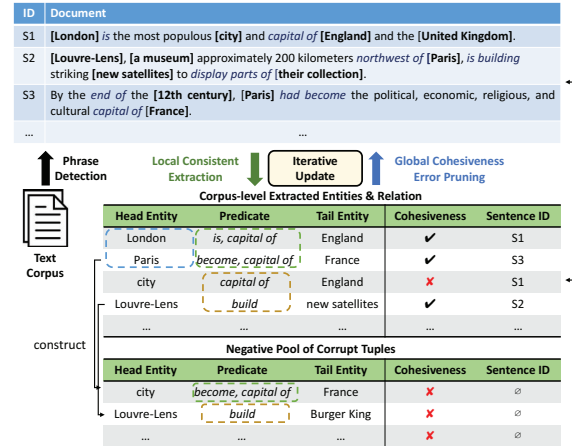 ID Document
S1 [London] is the most populous [city] and capital of [England] and the [United Kingdom].
S2 [Louvre-Lens], [a museum] approximately 200 kilometers northwest of [Paris], is building
striking [new satellites] to display parts of [their collection].
S3 By the end of the [12th century], [Paris] had become the political, economic, religious, and
cultural capital of [France].
... ...
Phrase Detection
Local Consistent Extraction
Iterative Update
Global Cohesiveness Error Pruning
Text Corpus
Corpus-level Extracted Entities & Relation
Head Entity Predicate Tail Entity Cohesiveness Sentence ID
London is, capital of England ✔ S1
Paris become, capital of France ✔ S3
city capital of England ✘ S1
Louvre-Lens build new satellites ✔ S2
... ... ... ... ...
construct
Negative Pool of Corrupt Tuples
Head Entity Predicate Tail Entity Cohesiveness Sentence ID
city become, capital of France ✘ ∅
Louvre-Lens build Burger King ✘ ∅
... ... ... ✘ ∅